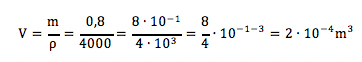 V = m/ρ = 0,8/4000 = 8 · 10⁻¹/4 · 10³ = 8/4 · 10⁻¹⁻³ = 2 · 10⁻⁴m³